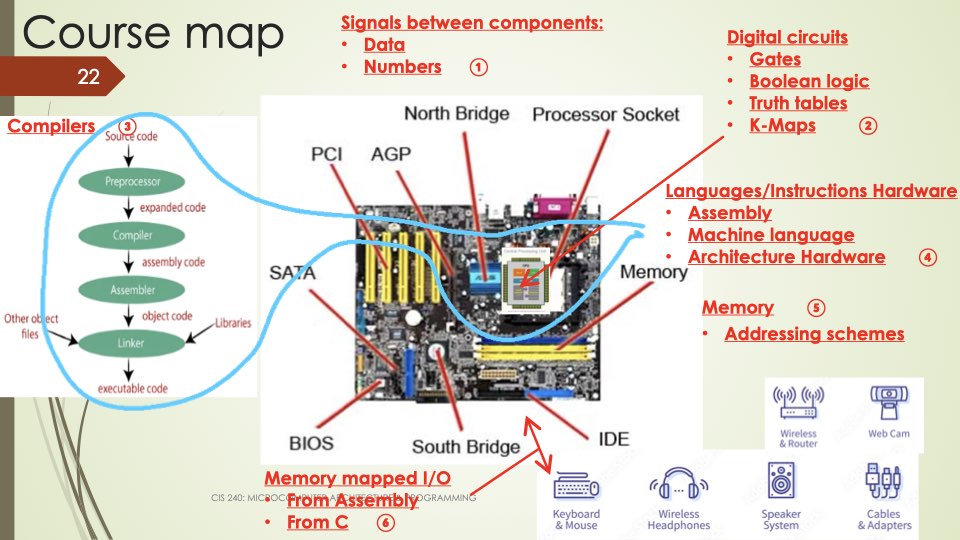 Course map
22
Signals between components:
• Data
• Numbers ①
Digital circuits
• Gates
• Boolean logic
• Truth tables
• K-Maps ②
Compilers ③
Source code
Preprocessor
expanded code
Compiler
assembly code
Assembler
object code
Other object
files
Libraries
Linker
executable code
North Bridge
Processor Socket
PCI
AGP
SATA
Memory
BIOS
South Bridge
IDE
Languages/Instructions Hardware
• Assembly
• Machine language
• Architecture Hardware ④
Memory ⑤
• Addressing schemes
Wireless
& Router
Web Cam
Keyboard
& Mouse
Wireless
Headphones
Speaker
System
Cables
& Adapters
Memory mapped I/O
• From Assembly
• From C ⑥
CIS 240: MICROCOMPUTER ARCHITECTURE & PROGRAMMING